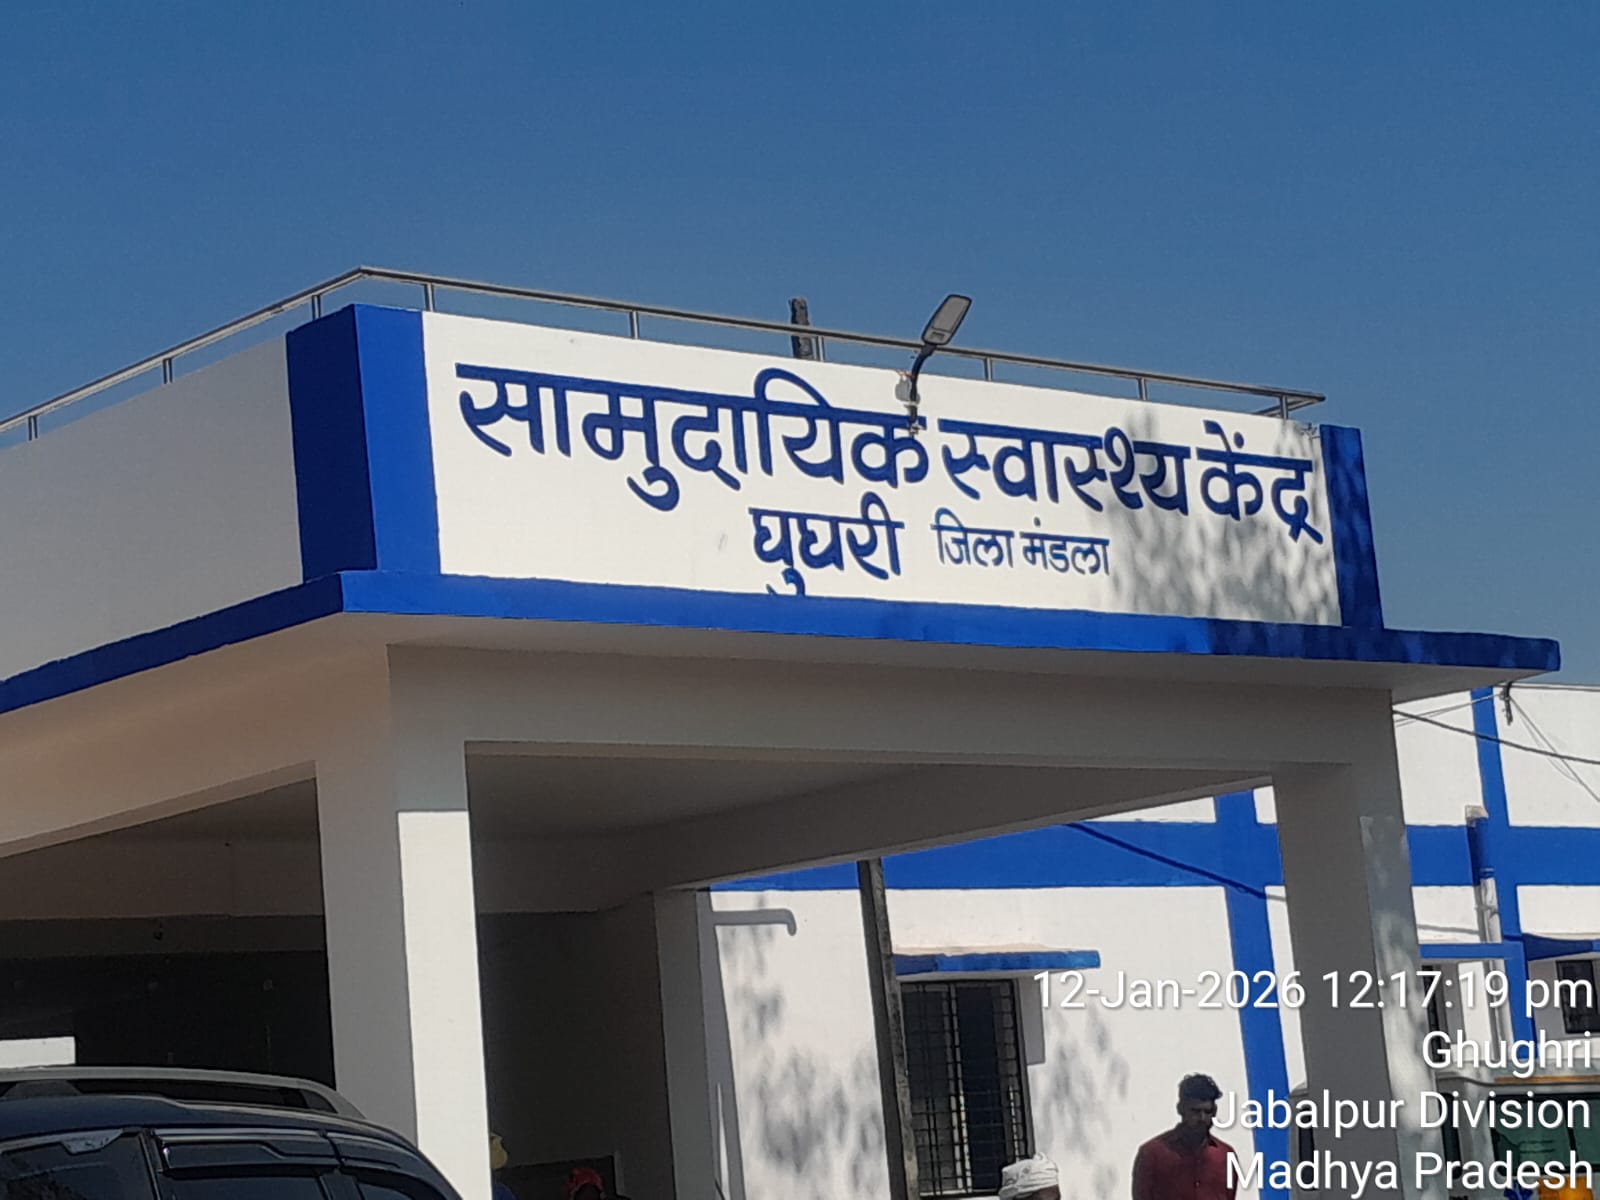 सामुदायिक स्वास्थ्य केंद्र
घुघरी जिला मंडला
12-Jan-2026 12:17:19 pm
Ghughri
Jabalpur Division
Madhya Pradesh